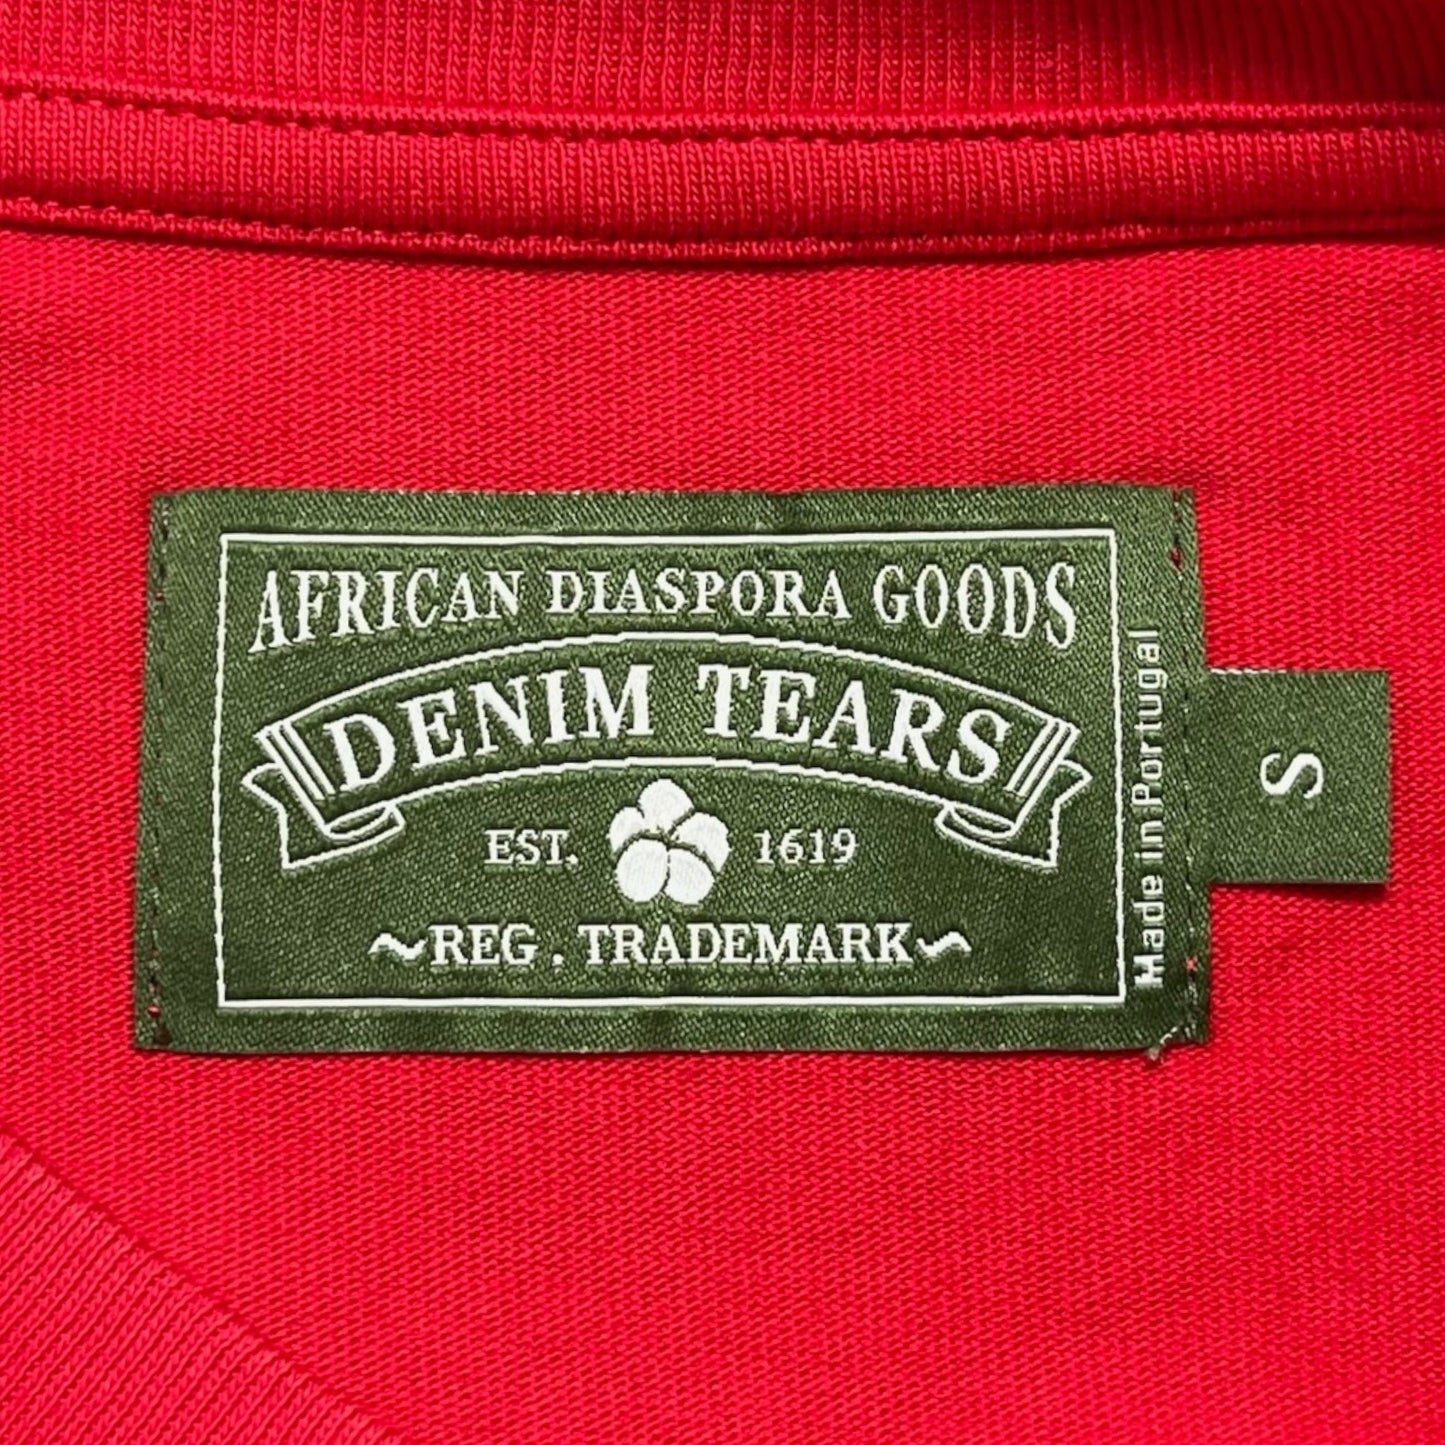 AFRICAN DIASPORA GOODS
DENIM TEARS
EST. 1619
~REG. TRADEMARK~
Made in Portugal
S